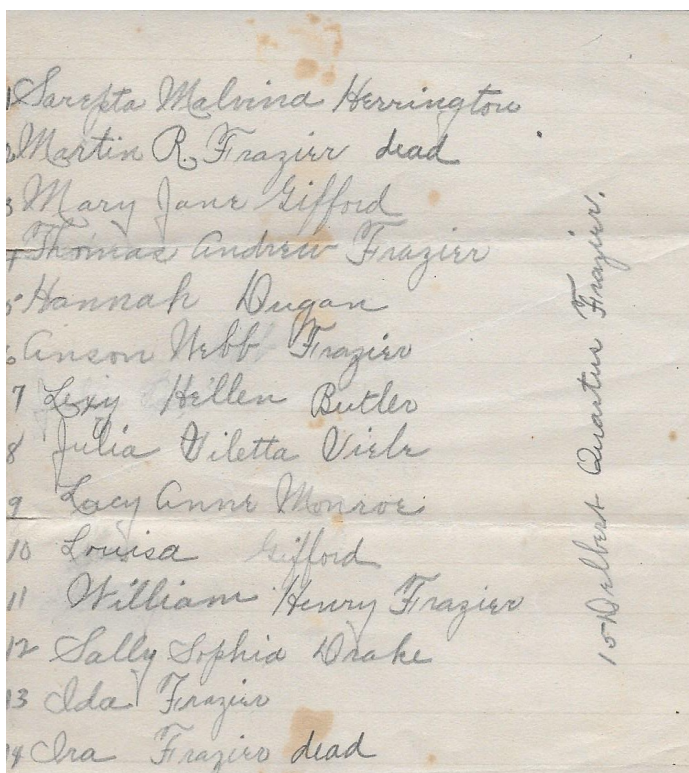 1 Sarepta Malvina Herrington
2 Martin R. Frazier dead
3 Mary Jane Gifford
4 Thomas Andrew Frazier
5 Hannah Dugan
6 Anson Webb Frazier
7 Lexy Hellen Butler
8 Julia Viletta Viele
9 Lacy Anne Monroe
10 Louisa Gifford
11 William Henry Frazier
12 Sally Sophia Drake
13 Ida Frazier
14 Ira Frazier dead
15 Delbert Quartus Frazier.